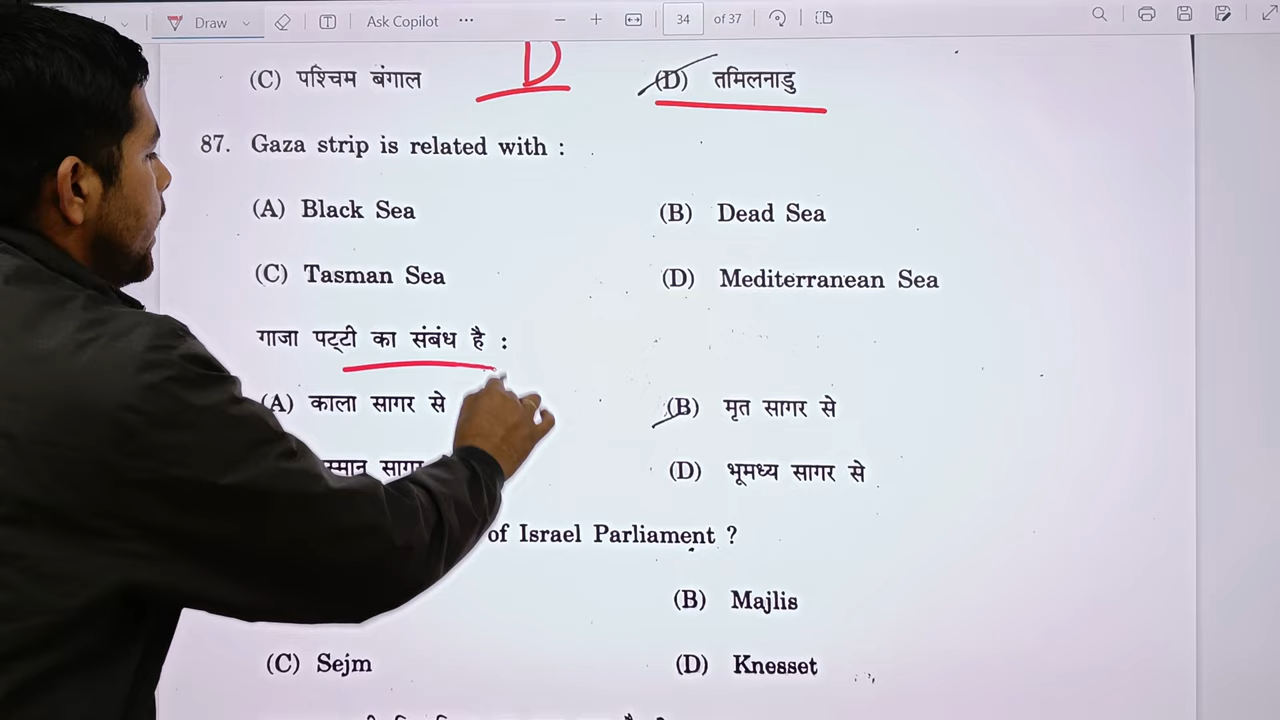 Draw Ask Copilot 34 of 37
D
(C) पश्चिम बंगाल (D) तमिलनाडु
87. Gaza strip is related with :
(A) Black Sea (B) Dead Sea
(C) Tasman Sea (D) Mediterranean Sea
गाजा पट्टी का संबंध है :
(A) काला सागर से (B) मृत सागर से
(D) भूमध्य सागर से
of Israel Parliament ?
(B) Majlis
(C) Sejm (D) Knesset